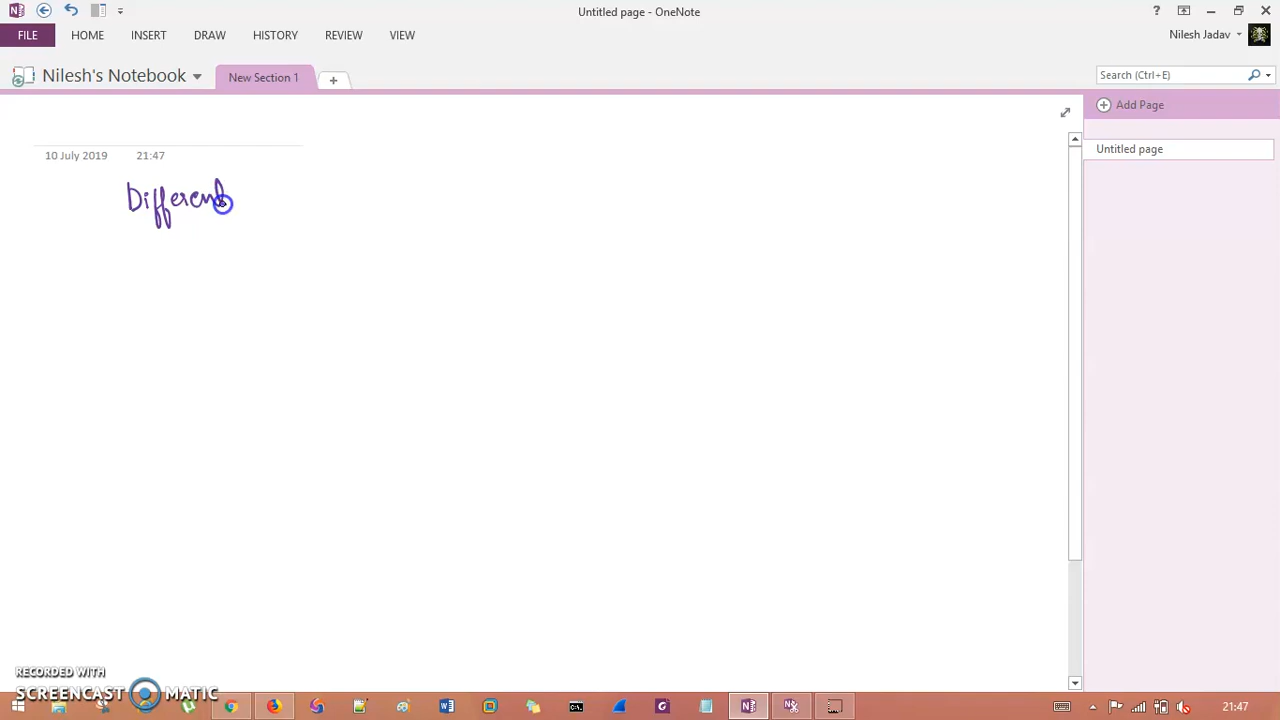 Untitled page - OneNote
FILE HOME INSERT DRAW HISTORY REVIEW VIEW Nilesh Jadav
Nilesh's Notebook New Section 1 Search (Ctrl+E)
Add Page
Untitled page
10 July 2019 21:47
Different
RECORDED WITH
SCREENCAST MATIC
21:47